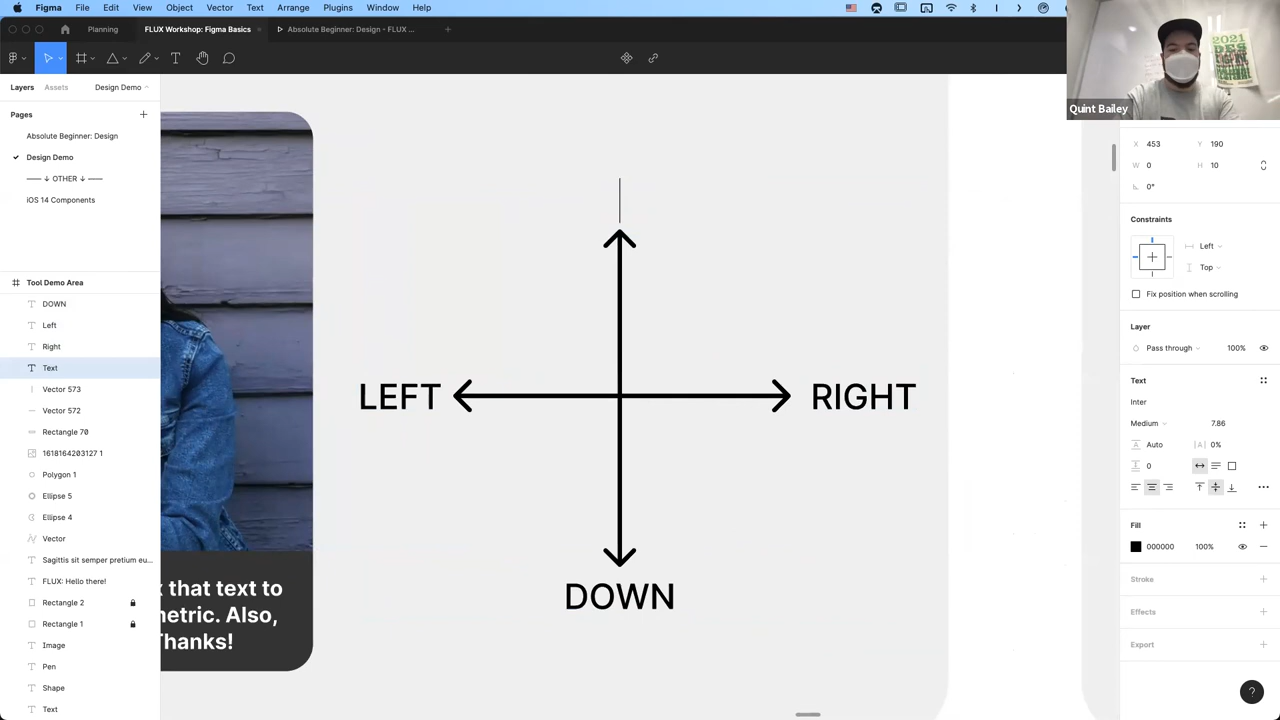 Figma File Edit View Object Vector Text Arrange Plugins Window Help
Planning FLUX Workshop: Figma Basics × Absolute Beginner: Design - FLUX ... +
2021
Quint Bailey
Layers Assets Design Demo
Pages
Absolute Beginner: Design
Design Demo
—— ↓ OTHER ↓ ——
iOS 14 Components
Tool Demo Area
DOWN
Left
Right
Text
Vector 573
Vector 572
Rectangle 70
1618164203127 1
Polygon 1
Ellipse 5
Ellipse 4
Vector
Sagittis sit semper pretium eu...
FLUX: Hello there!
Rectangle 2
Rectangle 1
Image
Pen
Shape
Text
LEFT RIGHT
DOWN
x that text to
netric. Also,
Thanks!
X 453 Y 190
W 0 H 10
0°
Constraints
Left
Top
Fix position when scrolling
Layer
Pass through 100%
Text
Inter
Medium 7.86
Auto 0%
0
Fill
000000 100%
Stroke
Effects
Export
?